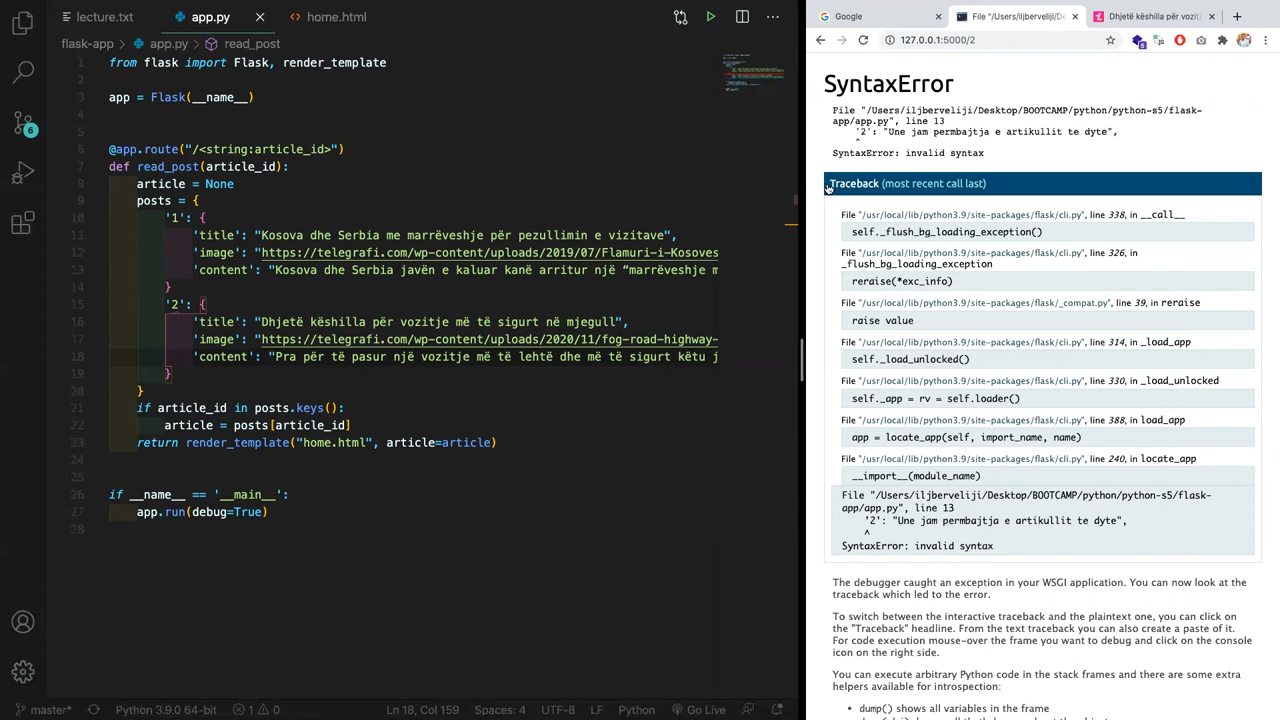 lecture.txt
app.py
home.html
flask-app
app.py
read_post
1 from flask import Flask, render_template
2
3 app = Flask(__name__)
4
5
6 @app.route("/<string:article_id>")
7 def read_post(article_id):
8 article = None
9 posts = {
10 '1': {
11 'title': "Kosova dhe Serbia me marrëveshje për pezullimin e vizitave",
12 'image': "https://telegrafi.com/wp-content/uploads/2019/07/Flamuri-i-Kosoves
13 'content': "Kosova dhe Serbia javën e kaluar kanë arritur një “marrëveshje m
14 }
15 '2': {
16 'title': "Dhjetë këshilla për vozitje më të sigurt në mjegull",
17 'image': "https://telegrafi.com/wp-content/uploads/2020/11/fog-road-highway-
18 'content': "Pra për të pasur një vozitje më të lehtë dhe më të sigurt këtu j
19 }
20 }
21 if article_id in posts.keys():
22 article = posts[article_id]
23 return render_template("home.html", article=article)
24
25
26 if __name__ == '__main__':
27 app.run(debug=True)
28
6
master*
Python 3.9.0 64-bit
1
0
Ln 18, Col 159
Spaces: 4
UTF-8
LF
Python
Go Live
Google
File "/Users/iljberveliji/De
Dhjetë këshilla për vozitj
127.0.0.1:5000/2
5
SyntaxError
File "/Users/iljberveliji/Desktop/BOOTCAMP/python/python-s5/flask-
app/app.py", line 13
'2': "Une jam permbajtja e artikullit te dyte",
^
SyntaxError: invalid syntax
Traceback (most recent call last)
File "/usr/local/lib/python3.9/site-packages/flask/cli.py", line 338, in __call__
self._flush_bg_loading_exception()
File "/usr/local/lib/python3.9/site-packages/flask/cli.py", line 326, in
_flush_bg_loading_exception
reraise(*exc_info)
File "/usr/local/lib/python3.9/site-packages/flask/_compat.py", line 39, in reraise
raise value
File "/usr/local/lib/python3.9/site-packages/flask/cli.py", line 314, in _load_app
self._load_unlocked()
File "/usr/local/lib/python3.9/site-packages/flask/cli.py", line 330, in _load_unlocked
self._app = rv = self.loader()
File "/usr/local/lib/python3.9/site-packages/flask/cli.py", line 388, in load_app
app = locate_app(self, import_name, name)
File "/usr/local/lib/python3.9/site-packages/flask/cli.py", line 240, in locate_app
__import__(module_name)
File "/Users/iljberveliji/Desktop/BOOTCAMP/python/python-s5/flask-
app/app.py", line 13
'2': "Une jam permbajtja e artikullit te dyte",
^
SyntaxError: invalid syntax
The debugger caught an exception in your WSGI application. You can now look at the
traceback which led to the error.
To switch between the interactive traceback and the plaintext one, you can click on
the "Traceback" headline. From the text traceback you can also create a paste of it.
For code execution mouse-over the frame you want to debug and click on the console
icon on the right side.
You can execute arbitrary Python code in the stack frames and there are some extra
helpers available for introspection:
• dump() shows all variables in the frame